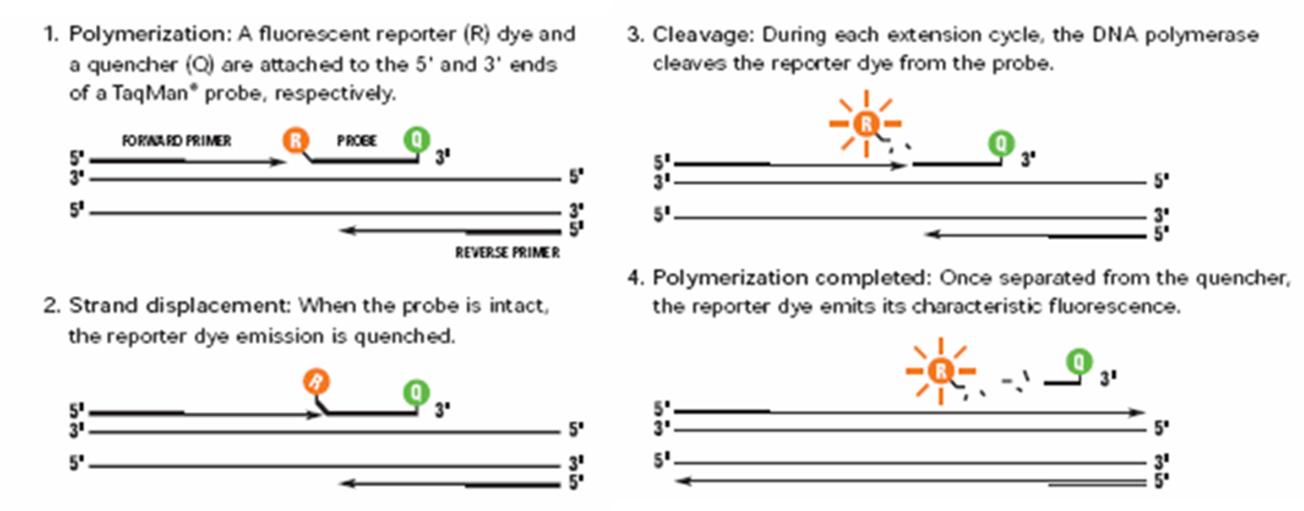 1. Polymerization: A fluorescent reporter (R) dye and
a quencher (Q) are attached to the 5' and 3' ends
of a TaqMan® probe, respectively.
FORWARD PRIMER
R
PROBE
Q
3'
5'
3'
5'
5'
3'
5'
REVERSE PRIMER
2. Strand displacement: When the probe is intact,
the reporter dye emission is quenched.
R
Q
3'
5'
3'
5'
5'
3'
5'
3. Cleavage: During each extension cycle, the DNA polymerase
cleaves the reporter dye from the probe.
R
Q
3'
5'
3'
5'
5'
3'
5'
4. Polymerization completed: Once separated from the quencher,
the reporter dye emits its characteristic fluorescence.
R
Q
3'
5'
3'
5'
5'
3'
5'